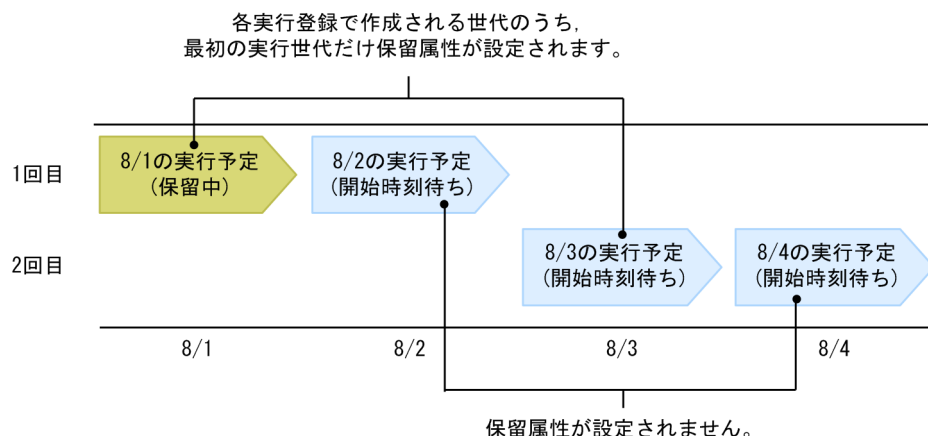 各実行登録で作成される世代のうち，
最初の実行世代だけ保留属性が設定されます。
1回目
8/1の実行予定
(保留中)
8/2の実行予定
(開始時刻待ち)
2回目
8/3の実行予定
(開始時刻待ち)
8/4の実行予定
(開始時刻待ち)
8/1
8/2
8/3
8/4
保留属性が設定されません。